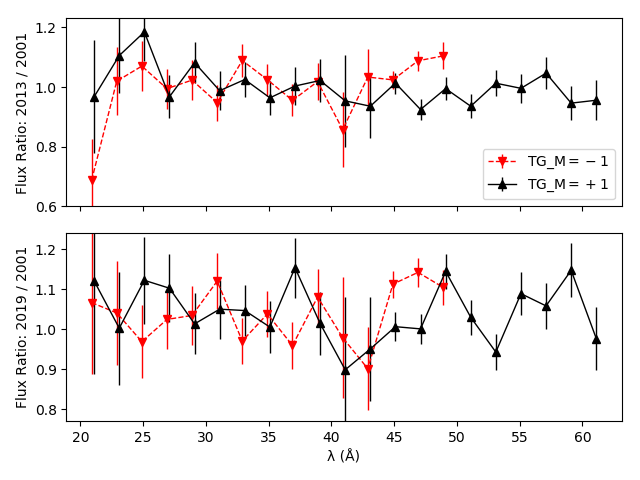 Flux Ratio: 2013 / 2001
1.2
1.0
0.8
0.6
TG_M = −1
TG_M = +1
Flux Ratio: 2019 / 2001
1.2
1.1
1.0
0.9
0.8
20 25 30 35 40 45 50 55 60
λ (Å)